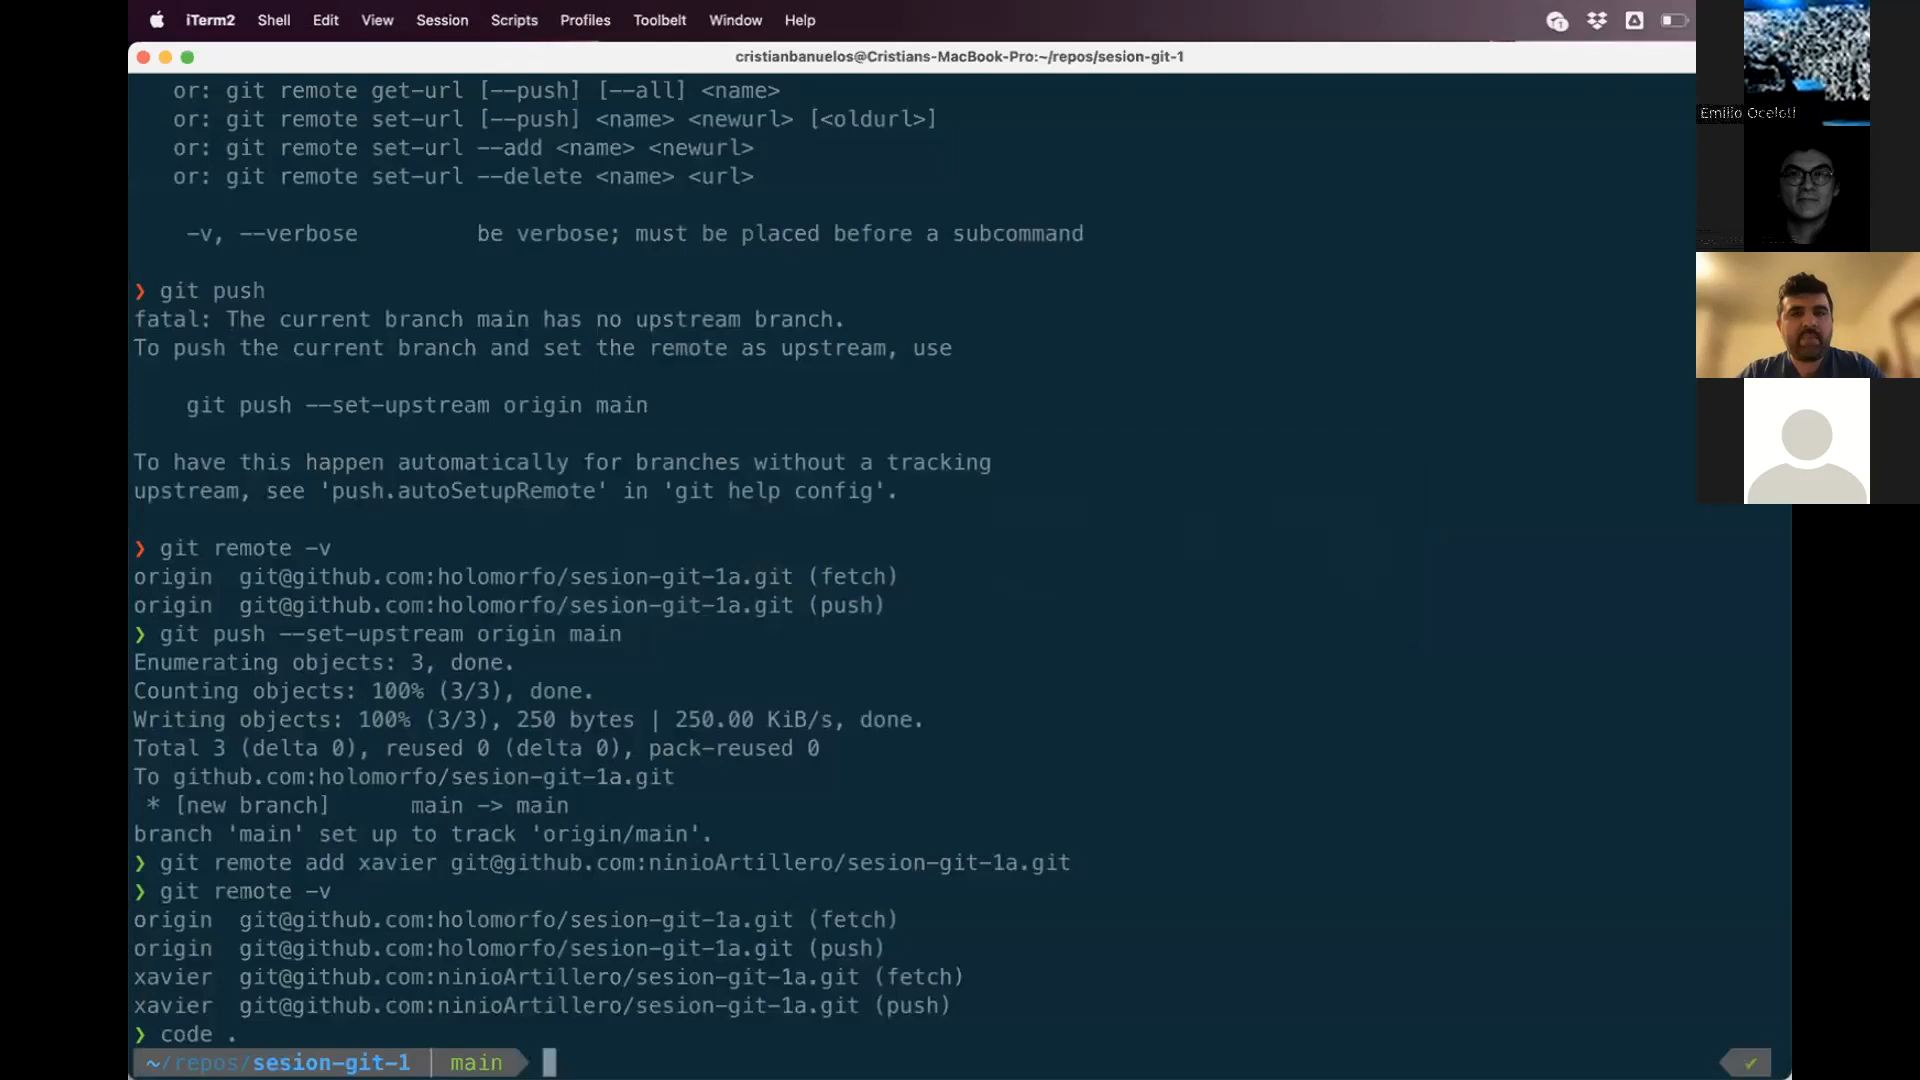 iTerm2 Shell Edit View Session Scripts Profiles Toolbelt Window Help
cristianbanuelos@Cristians-MacBook-Pro:~/repos/sesion-git-1
or: git remote get-url [--push] [--all] <name>
or: git remote set-url [--push] <name> <newurl> [<oldurl>]
or: git remote set-url --add <name> <newurl>
or: git remote set-url --delete <name> <url>
-v, --verbose be verbose; must be placed before a subcommand
❯ git push
fatal: The current branch main has no upstream branch.
To push the current branch and set the remote as upstream, use
git push --set-upstream origin main
To have this happen automatically for branches without a tracking
upstream, see 'push.autoSetupRemote' in 'git help config'.
❯ git remote -v
origin git@github.com:holomorfo/sesion-git-1a.git (fetch)
origin git@github.com:holomorfo/sesion-git-1a.git (push)
❯ git push --set-upstream origin main
Enumerating objects: 3, done.
Counting objects: 100% (3/3), done.
Writing objects: 100% (3/3), 250 bytes | 250.00 KiB/s, done.
Total 3 (delta 0), reused 0 (delta 0), pack-reused 0
To github.com:holomorfo/sesion-git-1a.git
* [new branch] main -> main
branch 'main' set up to track 'origin/main'.
❯ git remote add xavier git@github.com:ninioArtillero/sesion-git-1a.git
❯ git remote -v
origin git@github.com:holomorfo/sesion-git-1a.git (fetch)
origin git@github.com:holomorfo/sesion-git-1a.git (push)
xavier git@github.com:ninioArtillero/sesion-git-1a.git (fetch)
xavier git@github.com:ninioArtillero/sesion-git-1a.git (push)
❯ code .
~/repos/sesion-git-1 main ✔
Emilio Ocelotl